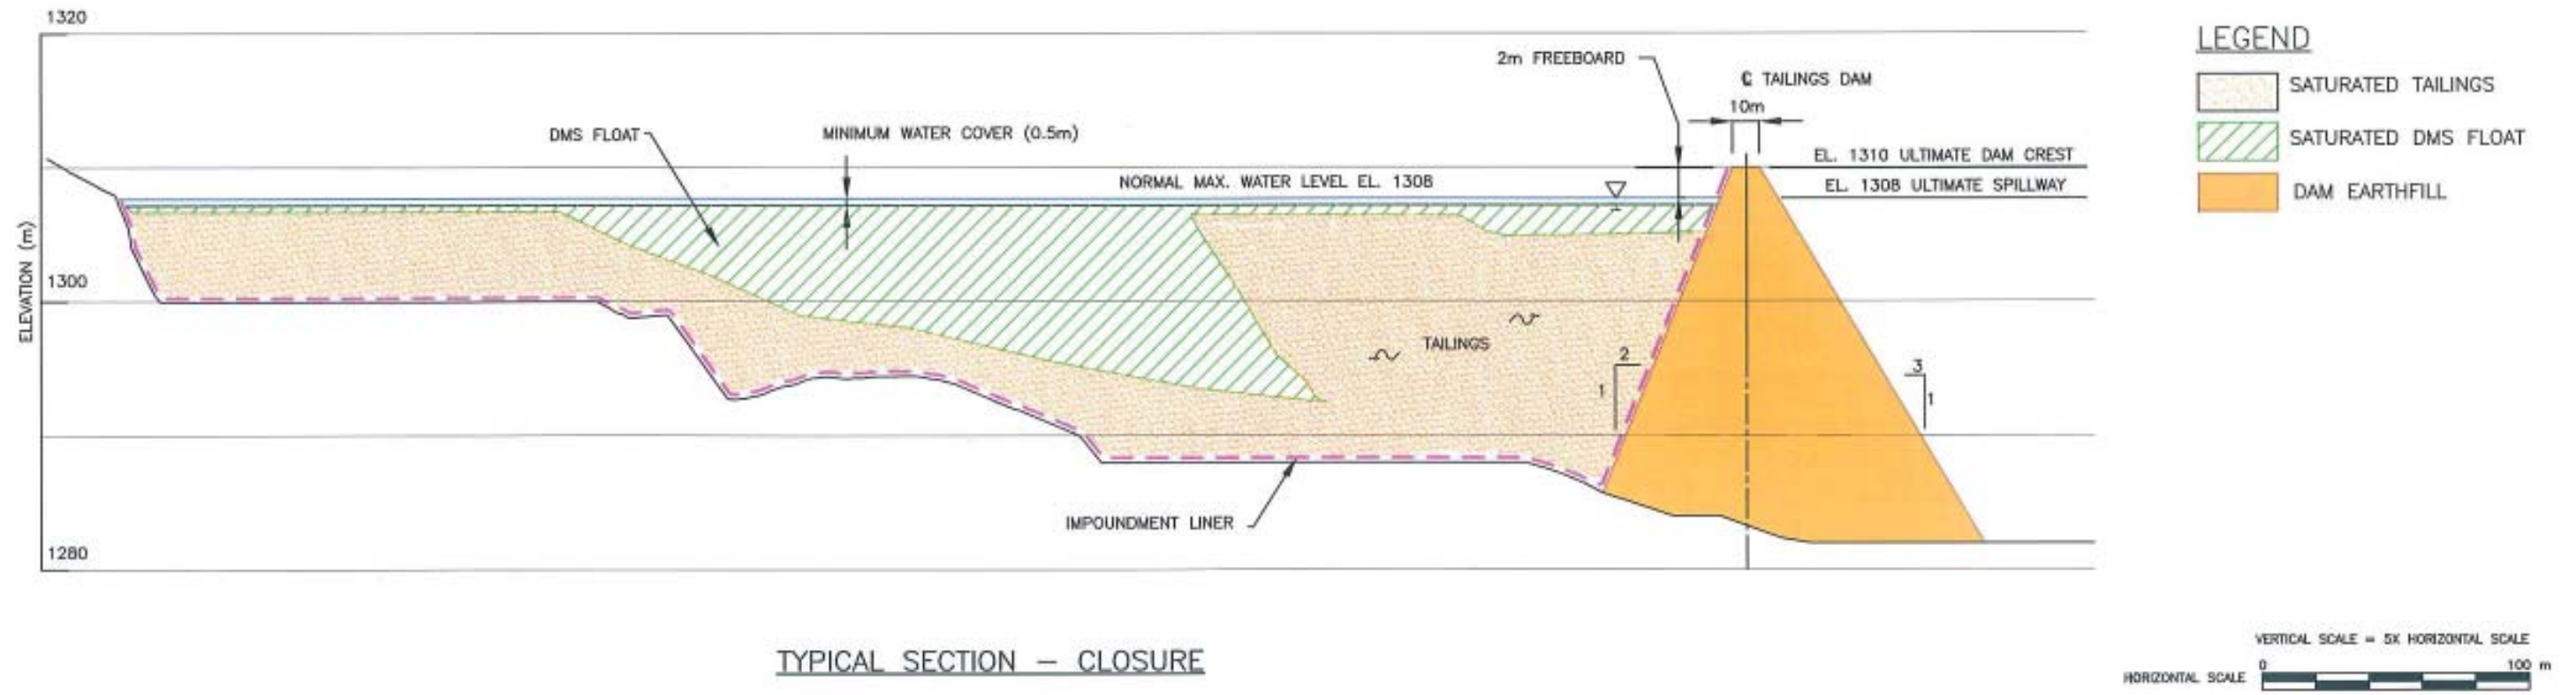 1320
2m FREEBOARD
℄ TAILINGS DAM
10m
DMS FLOAT
MINIMUM WATER COVER (0.5m)
NORMAL MAX. WATER LEVEL EL. 1308
EL. 1310 ULTIMATE DAM CREST
EL. 1308 ULTIMATE SPILLWAY
ELEVATION (m)
1300
TAILINGS
2
1
3
1
IMPOUNDMENT LINER
1280
TYPICAL SECTION – CLOSURE
LEGEND
SATURATED TAILINGS
SATURATED DMS FLOAT
DAM EARTHFILL
VERTICAL SCALE = 5X HORIZONTAL SCALE
0 100 m
HORIZONTAL SCALE